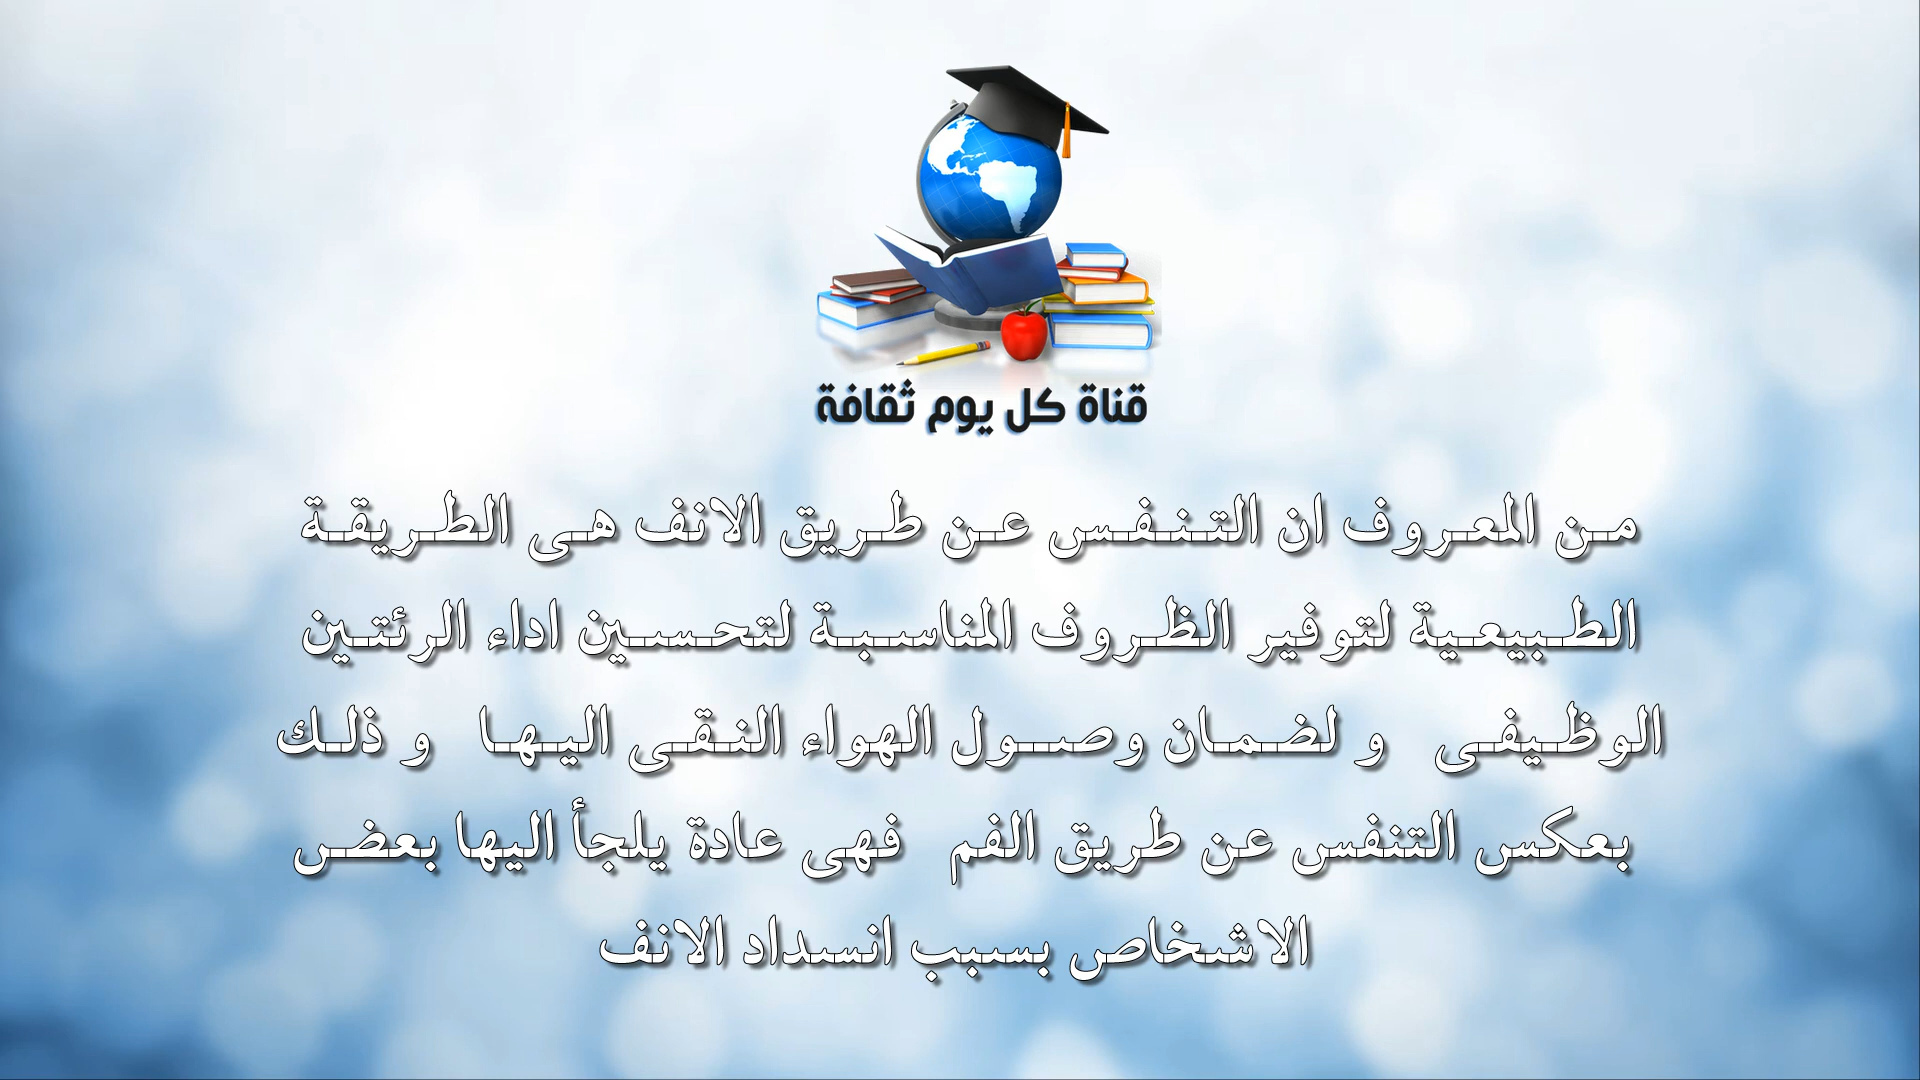 قناة كل يوم ثقافة
من المعروف ان التنفس عن طريق الانف هى الطريقة
الطبيعية لتوفير الظروف المناسبة لتحسين اداء الرئتين
الوظيفى و لضمان وصول الهواء النقى اليها و ذلك
بعكس التنفس عن طريق الفم فهى عادة يلجأ اليها بعض
الاشخاص بسبب انسداد الانف